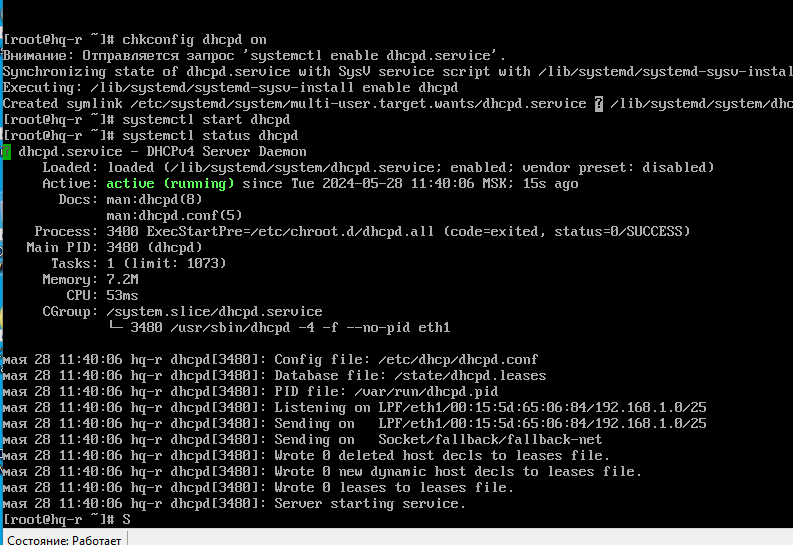 [root@hq-r ~]# chkconfig dhcpd on
Внимание: Отправляется запрос 'systemctl enable dhcpd.service'.
Synchronizing state of dhcpd.service with SysV service script with /lib/systemd/systemd-sysv-instal
Executing: /lib/systemd/systemd-sysv-install enable dhcpd
Created symlink /etc/systemd/system/multi-user.target.wants/dhcpd.service ? /lib/systemd/system/dhc
[root@hq-r ~]# systemctl start dhcpd
[root@hq-r ~]# systemctl status dhcpd
? dhcpd.service - DHCPv4 Server Daemon
Loaded: loaded (/lib/systemd/system/dhcpd.service; enabled; vendor preset: disabled)
Active: active (running) since Tue 2024-05-28 11:40:06 MSK; 15s ago
Docs: man:dhcpd(8)
man:dhcpd.conf(5)
Process: 3400 ExecStartPre=/etc/chroot.d/dhcpd.all (code=exited, status=0/SUCCESS)
Main PID: 3480 (dhcpd)
Tasks: 1 (limit: 1073)
Memory: 7.2M
CPU: 53ms
CGroup: /system.slice/dhcpd.service
└─ 3480 /usr/sbin/dhcpd -4 -f --no-pid eth1
мая 28 11:40:06 hq-r dhcpd[3480]: Config file: /etc/dhcp/dhcpd.conf
мая 28 11:40:06 hq-r dhcpd[3480]: Database file: /state/dhcpd.leases
мая 28 11:40:06 hq-r dhcpd[3480]: PID file: /var/run/dhcpd.pid
мая 28 11:40:06 hq-r dhcpd[3480]: Listening on LPF/eth1/00:15:5d:65:06:84/192.168.1.0/25
мая 28 11:40:06 hq-r dhcpd[3480]: Sending on   LPF/eth1/00:15:5d:65:06:84/192.168.1.0/25
мая 28 11:40:06 hq-r dhcpd[3480]: Sending on   Socket/fallback/fallback-net
мая 28 11:40:06 hq-r dhcpd[3480]: Wrote 0 deleted host decls to leases file.
мая 28 11:40:06 hq-r dhcpd[3480]: Wrote 0 new dynamic host decls to leases file.
мая 28 11:40:06 hq-r dhcpd[3480]: Wrote 0 leases to leases file.
мая 28 11:40:06 hq-r dhcpd[3480]: Server starting service.
[root@hq-r ~]# S
Состояние: Работает